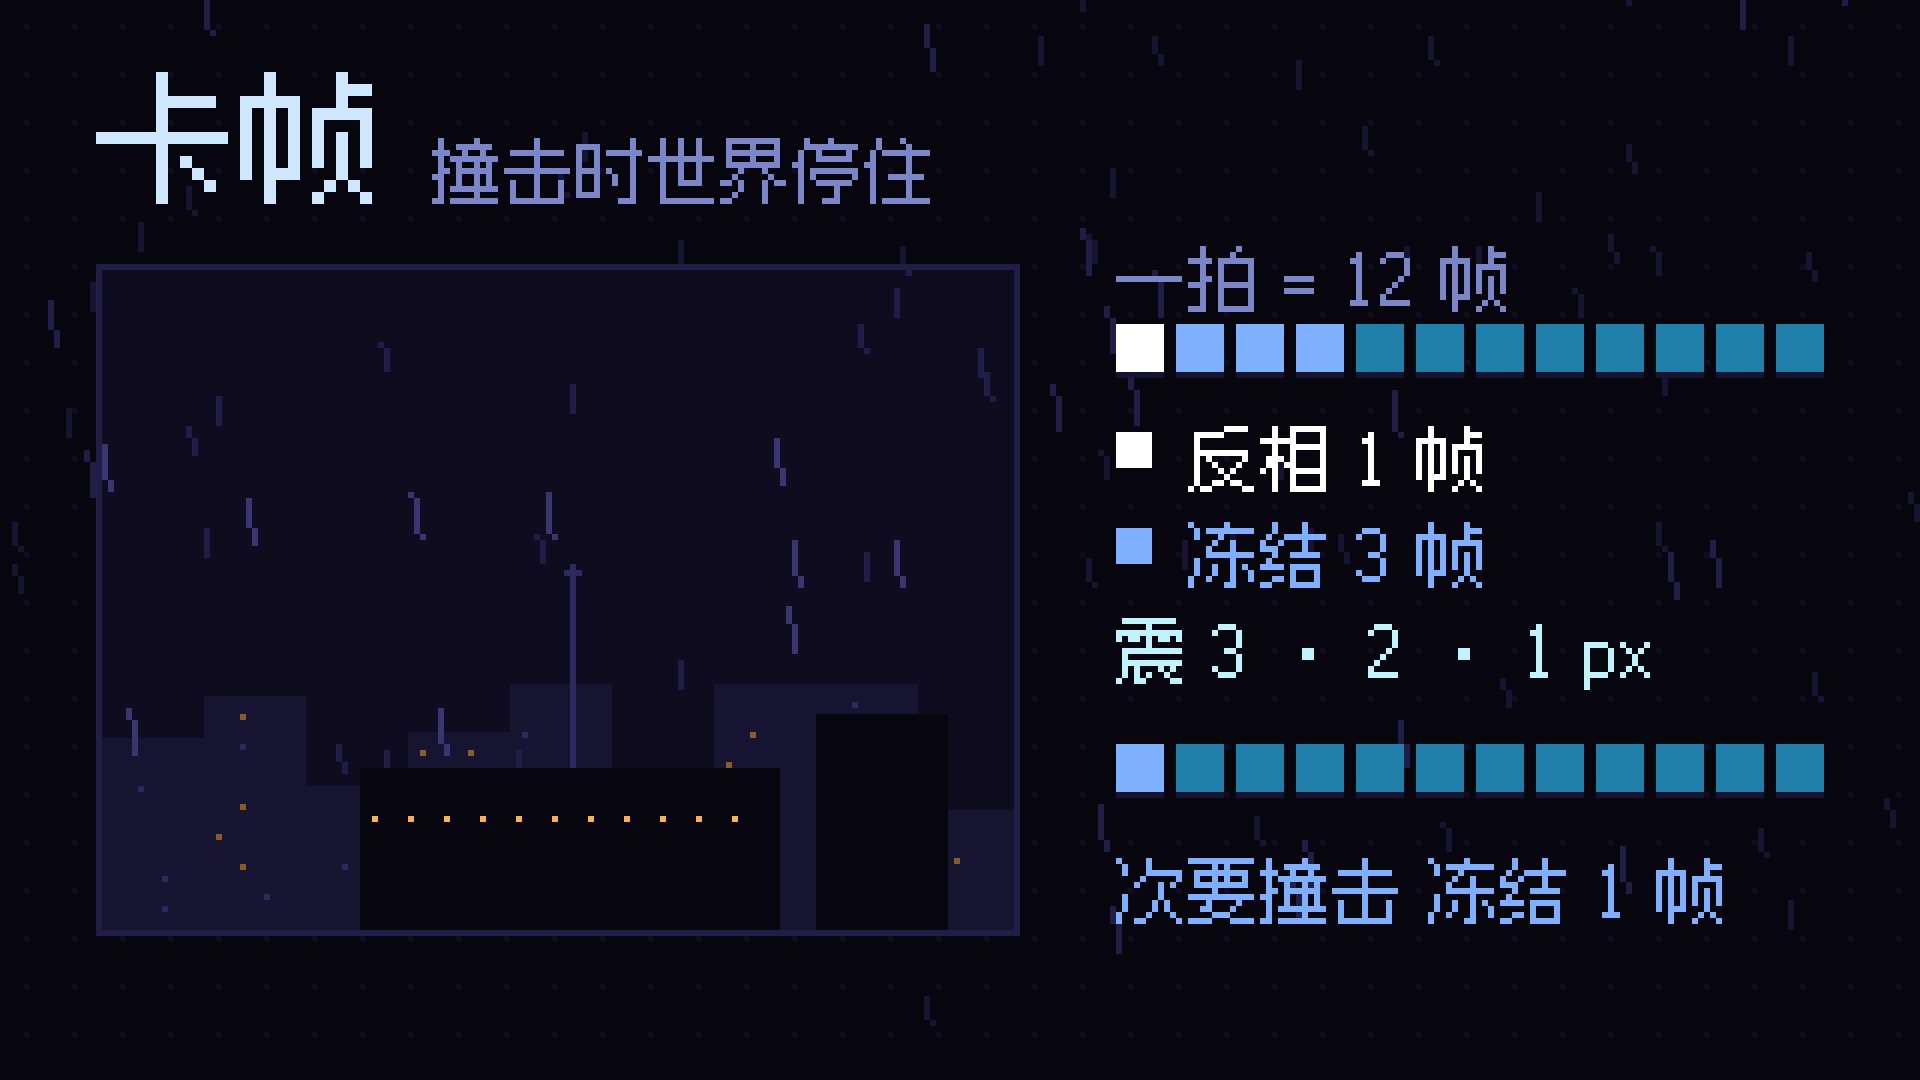 卡帧 撞击时世界停住
一拍 = 12 帧
反相 1 帧
冻结 3 帧
震 3 · 2 · 1 px
次要撞击 冻结 1 帧